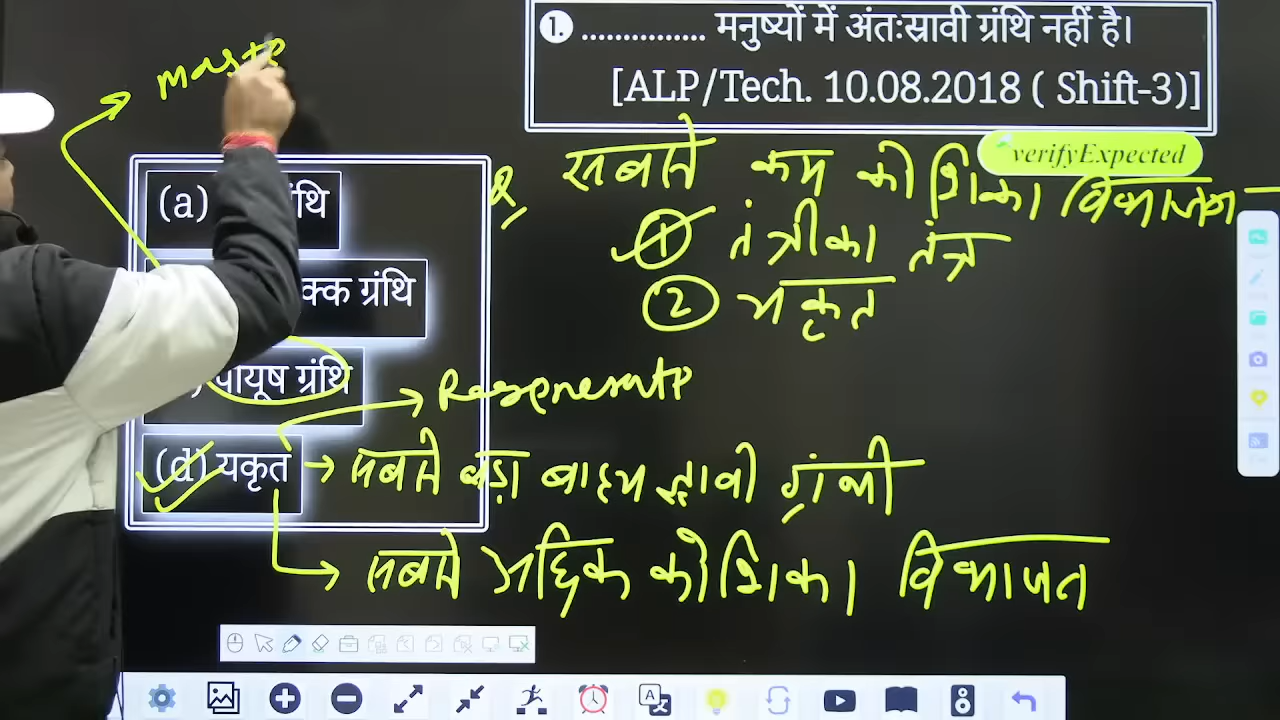 1. ............... मनुष्यों में अंतःस्रावी ग्रंथि नहीं है।
[ALP/Tech. 10.08.2018 ( Shift-3)]
verifyExpected
Maste
सबसे कम कोशिका विभाजन
① तंत्रीका तंत्र
② यकृत
(a) ग्रंथि
क्क ग्रंथि
पीयूष ग्रंथि
Regenerate
(d) यकृत → सबसे बड़ा बाह्य स्त्रावी ग्रंथी
सबसे अधिक कोशिका विभाजन